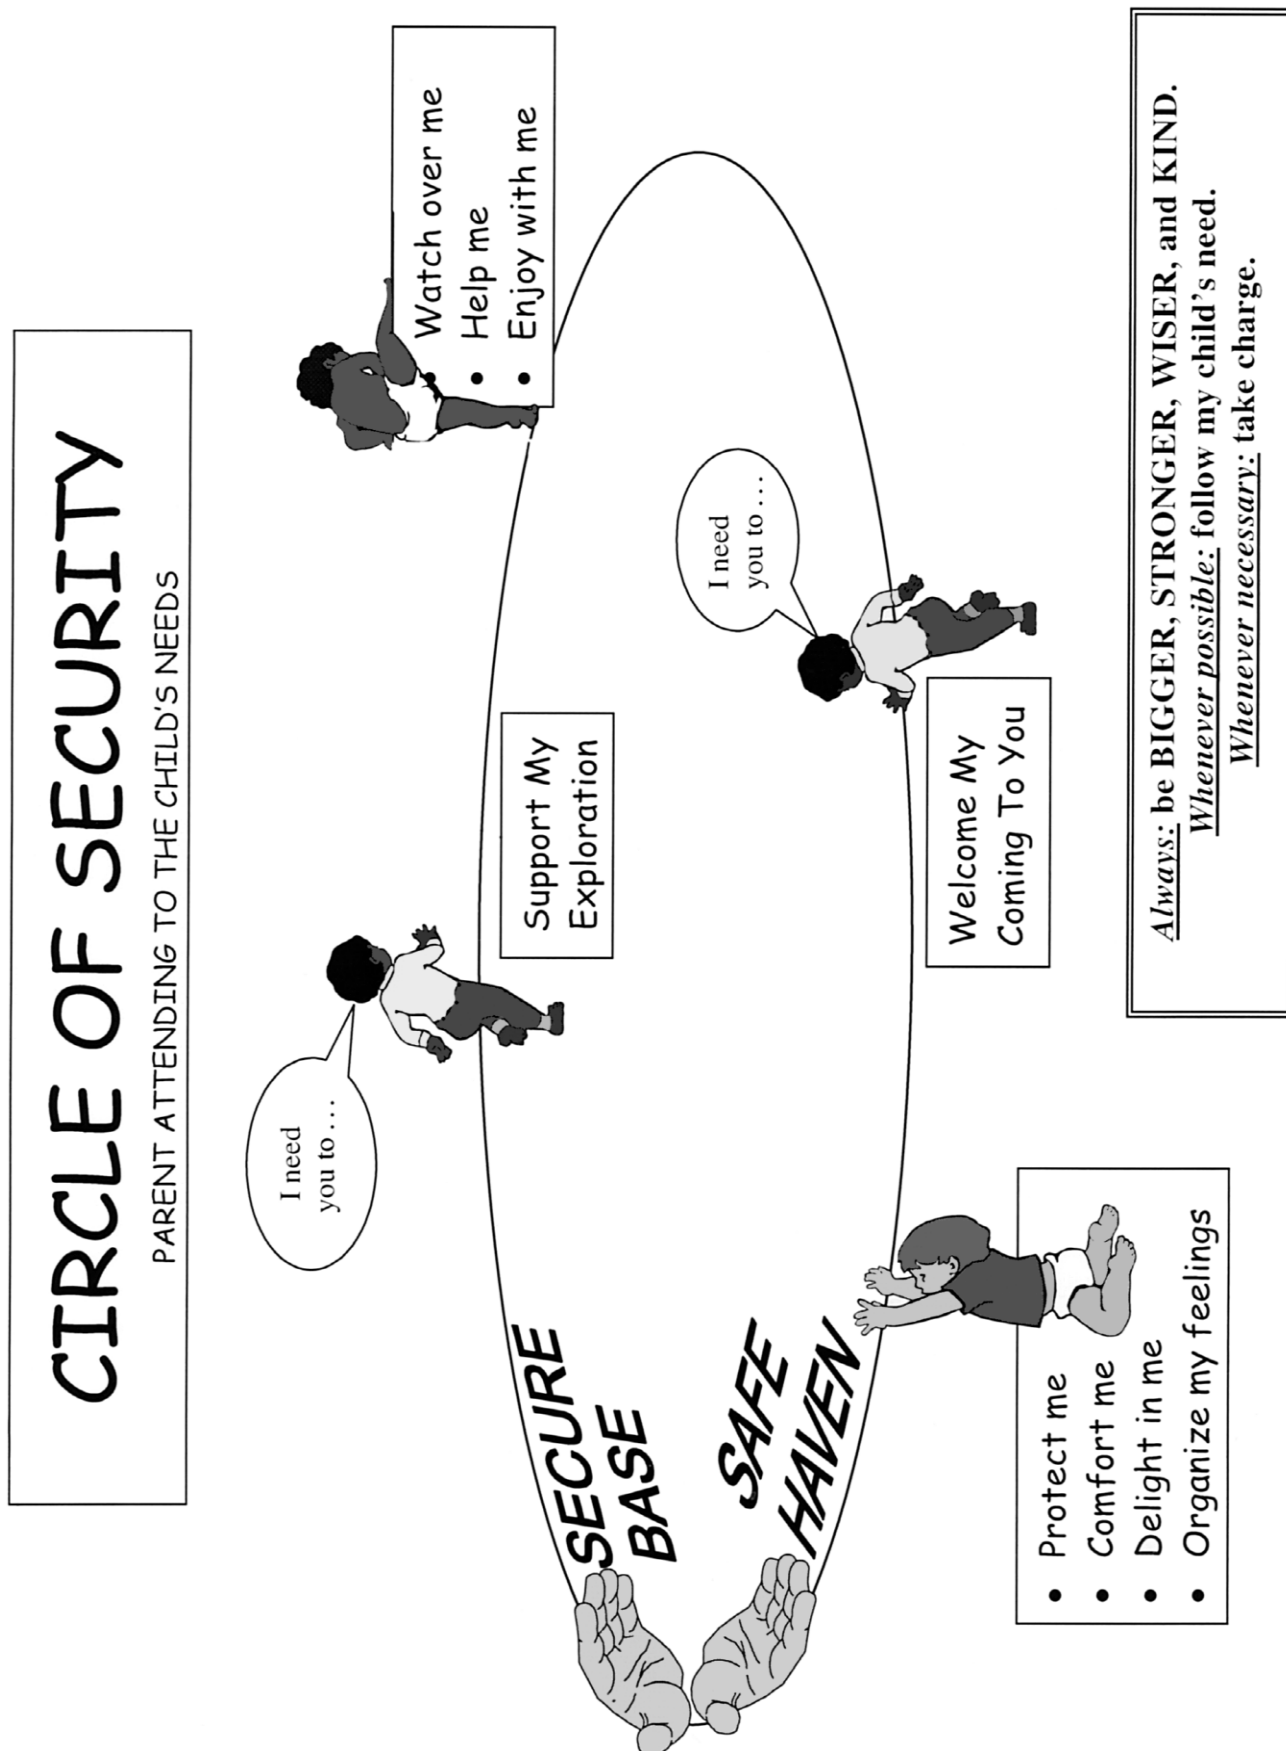 CIRCLE OF SECURITY
PARENT ATTENDING TO THE CHILD'S NEEDS
I need
you to . . .
Support My
Exploration
• Watch over me
• Help me
• Enjoy with me
SECURE
BASE
SAFE
HAVEN
I need
you to . . .
Welcome My
Coming To You
• Protect me
• Comfort me
• Delight in me
• Organize my feelings
Always: be BIGGER, STRONGER, WISER, and KIND.
Whenever possible: follow my child's need.
Whenever necessary: take charge.